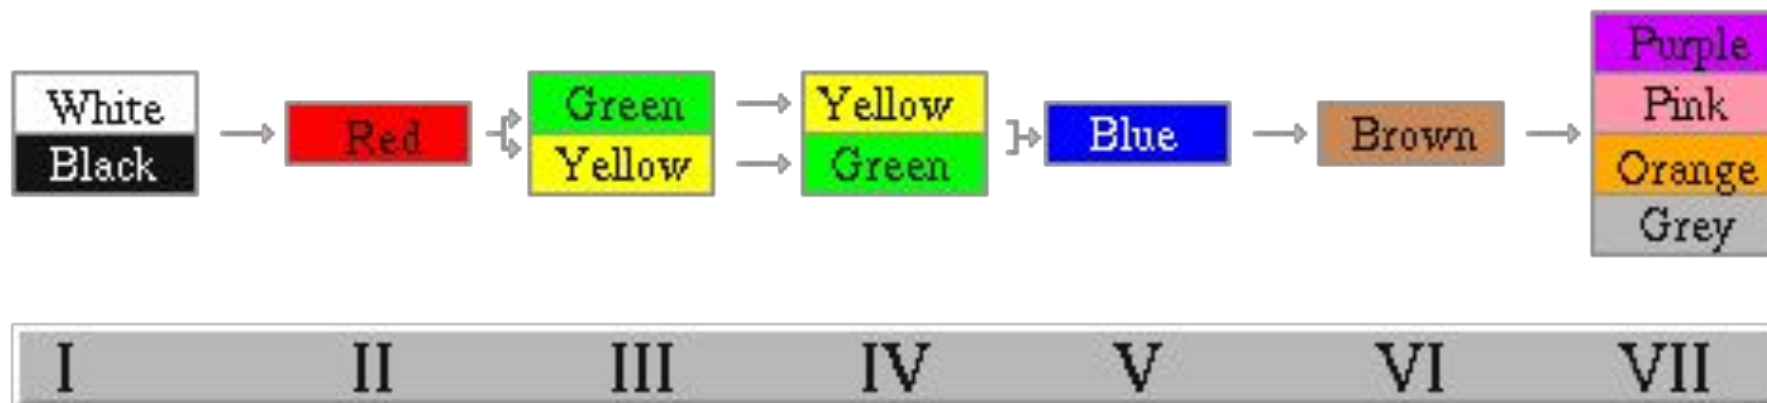 White
Black
Red
Green
Yellow
Yellow
Green
Blue
Brown
Purple
Pink
Orange
Grey
I II III IV V VI VII